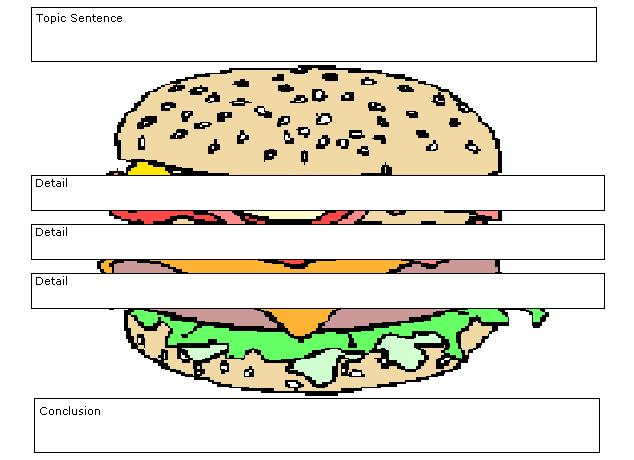 Topic Sentence
Detail
Detail
Detail
Conclusion